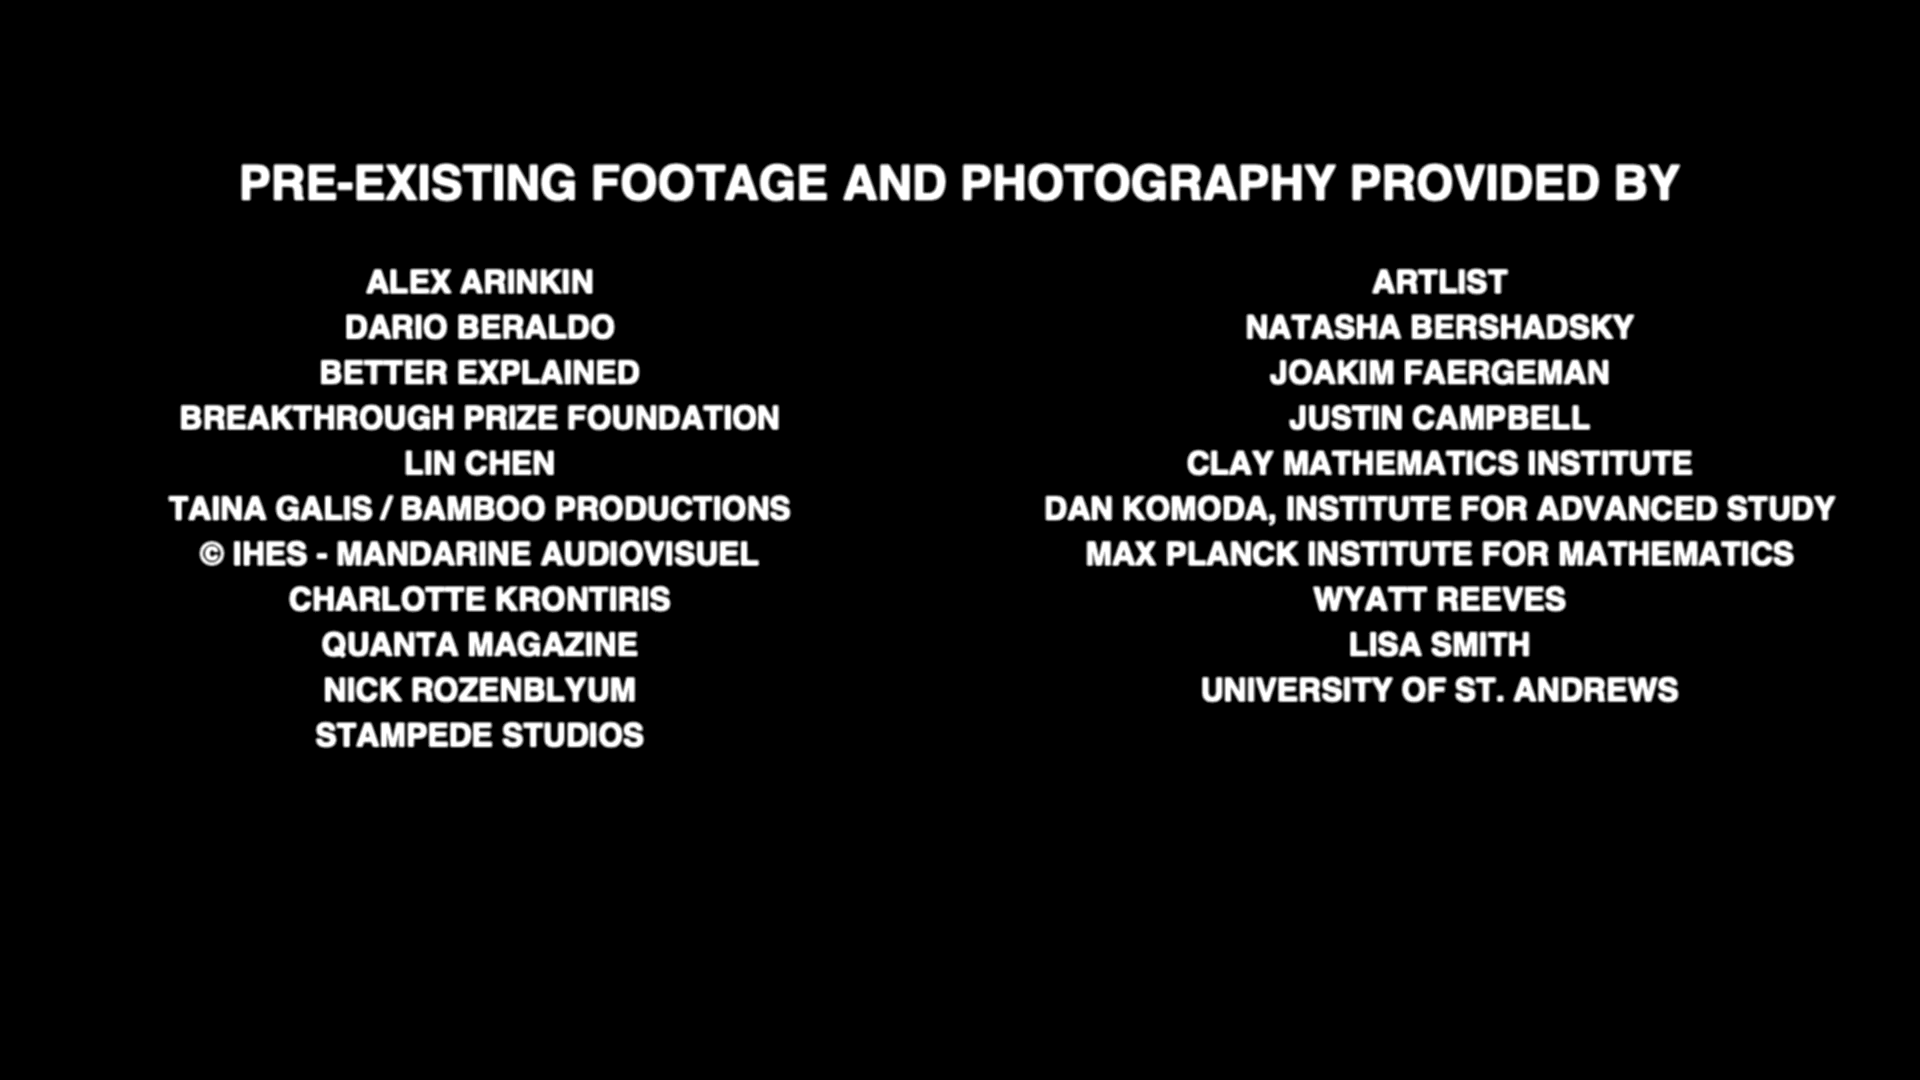 PRE-EXISTING FOOTAGE AND PHOTOGRAPHY PROVIDED BY
ALEX ARINKIN
DARIO BERALDO
BETTER EXPLAINED
BREAKTHROUGH PRIZE FOUNDATION
LIN CHEN
TAINA GALIS / BAMBOO PRODUCTIONS
© IHES - MANDARINE AUDIOVISUEL
CHARLOTTE KRONTIRIS
QUANTA MAGAZINE
NICK ROZENBLYUM
STAMPEDE STUDIOS
ARTLIST
NATASHA BERSHADSKY
JOAKIM FAERGEMAN
JUSTIN CAMPBELL
CLAY MATHEMATICS INSTITUTE
DAN KOMODA, INSTITUTE FOR ADVANCED STUDY
MAX PLANCK INSTITUTE FOR MATHEMATICS
WYATT REEVES
LISA SMITH
UNIVERSITY OF ST. ANDREWS